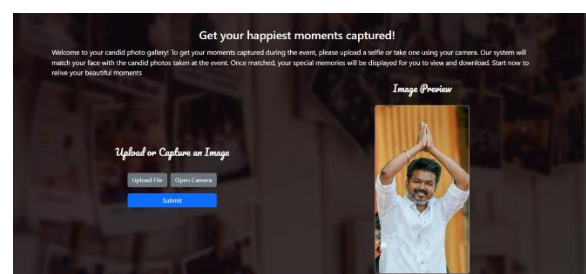 Get your happiest moments captured!
Welcome to your candid photo gallery! To get your moments captured during the event, please upload a selfie or take one using your camera. Our system will
match your face with the candid photos taken at the event. Once matched, your special memories will be displayed for you to view and download. Start now to
relive your beautiful moments
Image Preview
Upload or Capture an Image
Upload File
Open Camera
Submit